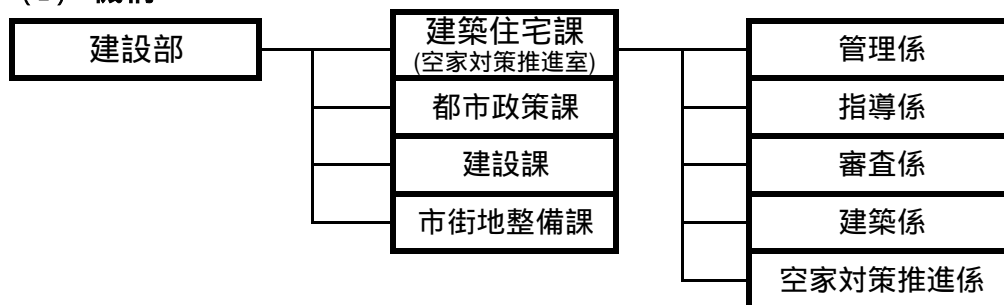 建設部
建築住宅課
(空家対策推進室)
都市政策課
建設課
市街地整備課
管理係
指導係
審査係
建築係
空家対策推進係